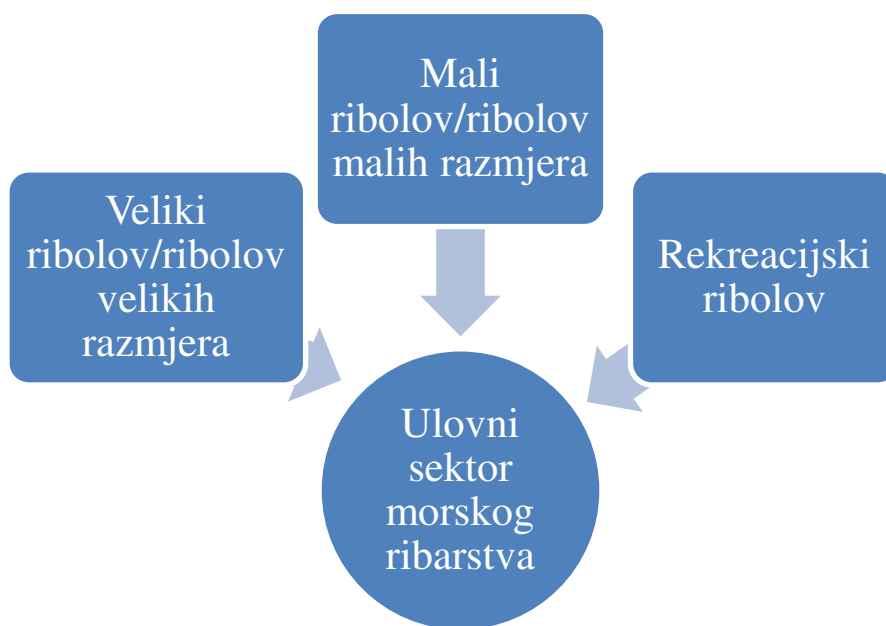 Mali
ribolov/ribolov
malih razmjera
Veliki
ribolov/ribolov
velikih
razmjera
Rekreacijski
ribolov
Ulovni
sektor
morskog
ribarstva